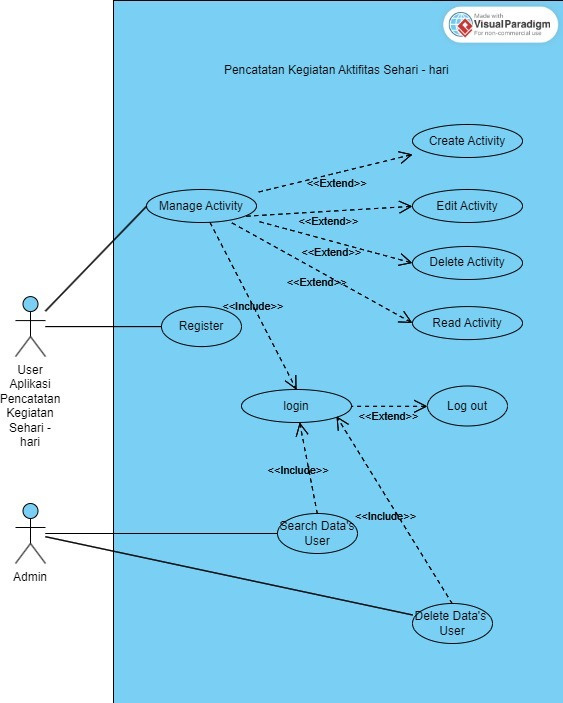 Made with
Visual Paradigm
For non-commercial use
Pencatatan Kegiatan Aktifitas Sehari - hari
Create Activity
<<Extend>>
Manage Activity
Edit Activity
<<Extend>>
<<Extend>>
Delete Activity
<<Extend>>
<<Include>>
Register
Read Activity
User
Aplikasi
Pencatatan
Kegiatan
Sehari -
hari
login
<<Extend>>
Log out
<<Include>>
<<Include>>
Search Data's
User
Admin
Delete Data's
User